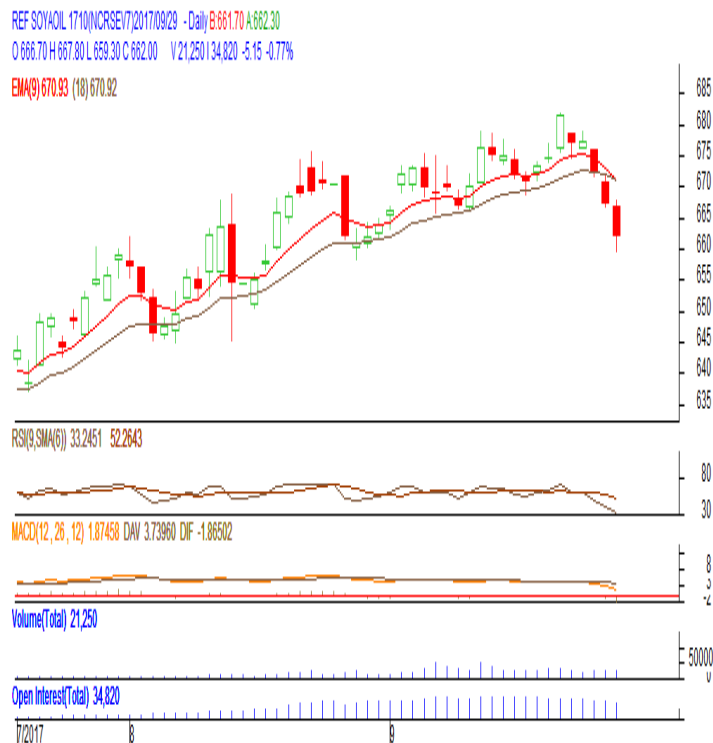 REF SOYAOIL 1710(NCRSEV7)2017/09/29 - Daily B:661.70 A:662.30
O 666.70 H 667.80 L 659.30 C 662.00 V 21,250 I 34,820 -5.15 -0.77%
EMA(9) 670.93 (18) 670.92
685
680
675
670
665
660
655
650
645
640
635
RSI(9,SMA(6)) 33.2451 52.2643
80
30
MACD(12 , 26 , 12) 1.87458 DAV 3.73960 DIF -1.86502
8
3
-2
Volume(Total) 21,250
50000
0
Open Interest(Total) 34,820
7/2017 8 9